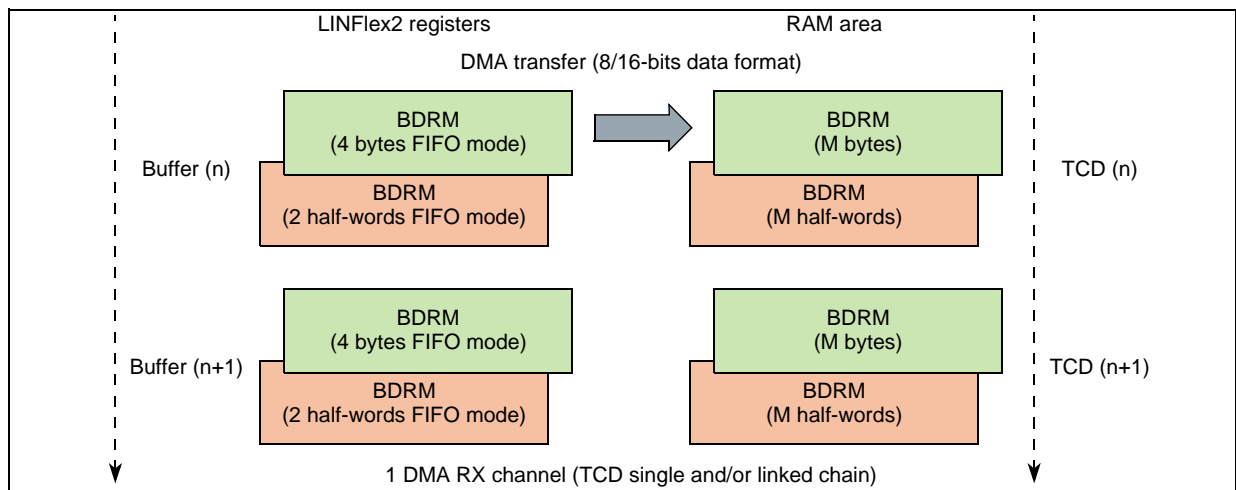 LINFlex2 registers
RAM area
DMA transfer (8/16-bits data format)
BDRM
(4 bytes FIFO mode)
BDRM
(M bytes)
Buffer (n)
TCD (n)
BDRM
(2 half-words FIFO mode)
BDRM
(M half-words)
BDRM
(4 bytes FIFO mode)
BDRM
(M bytes)
Buffer (n+1)
TCD (n+1)
BDRM
(2 half-words FIFO mode)
BDRM
(M half-words)
1 DMA RX channel (TCD single and/or linked chain)